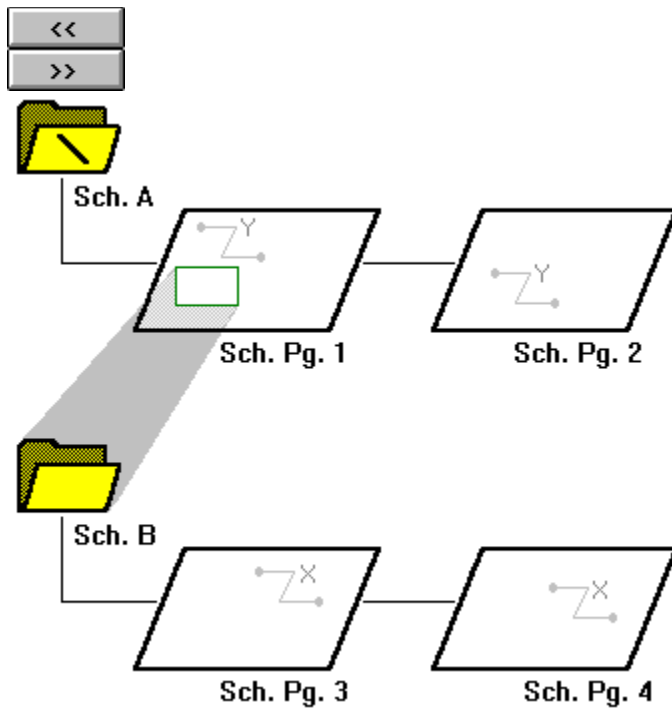 <<
>>
Sch. A
Y
Y
Sch. Pg. 1
Sch. Pg. 2
Sch. B
X
X
Sch. Pg. 3
Sch. Pg. 4